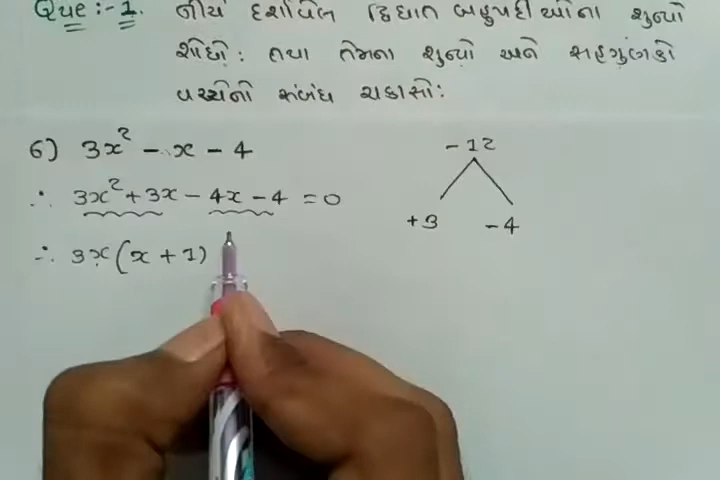 Que :- 1. નીચે દર્શાવેલ દ્વિઘાત બહુપદીઓના શુન્યો
શોધો : તથા તેમના શુન્યો અને સહગુણકો
વચ્ચેનો સંબંધ ચકાસો :
6) 3x² - x - 4
-12
∴ 3x² + 3x - 4x - 4 = 0
+3 -4
∴ 3x(x + 1)